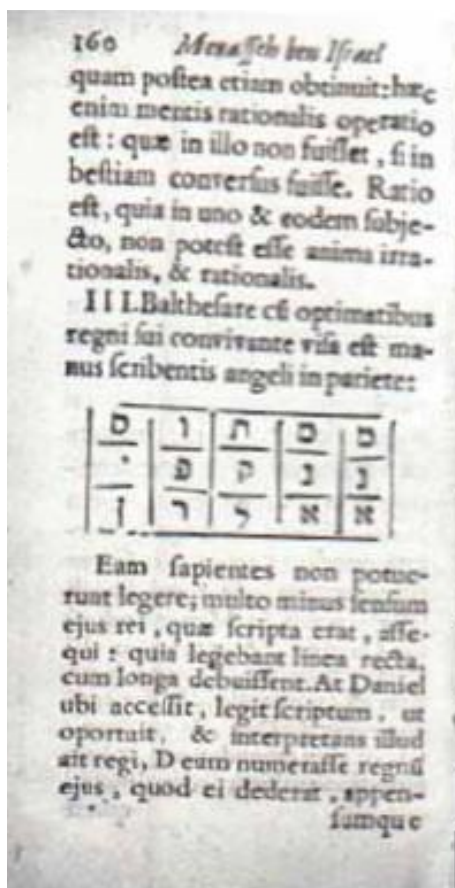 160 Menaſſeh ben Iſrael
quam poſtea etiam obtinuit: hæc
enim mentis rationalis operatio
eſt : quæ in illo non fuiſſet , ſi in
beſtiam converſus fuiſſe. Ratio
eſt, quia in uno & eodem ſubje-
cto, non poteſt eſſe anima irra-
tionalis, & rationalis.
III.Baltheſare cũ optimatibus
regni ſui convivante viſa eſt ma-
nus ſcribentis angeli in pariete:
מ מ ת ו ס
נ נ ק פ י
א א ל ר ן
Eam ſapientes non potue-
runt legere; multo minus ſenſum
ejus rei , quæ ſcripta erat , aſſe-
qui : quia legebant linea recta,
cum longa debuiſſent. At Daniel
ubi acceſſit , legit ſcriptum , ut
oportuit, & interpretans illud
ait regi, Deum numeraſſe regnũ
ejus , quod ei dederat , appen-
ſumque